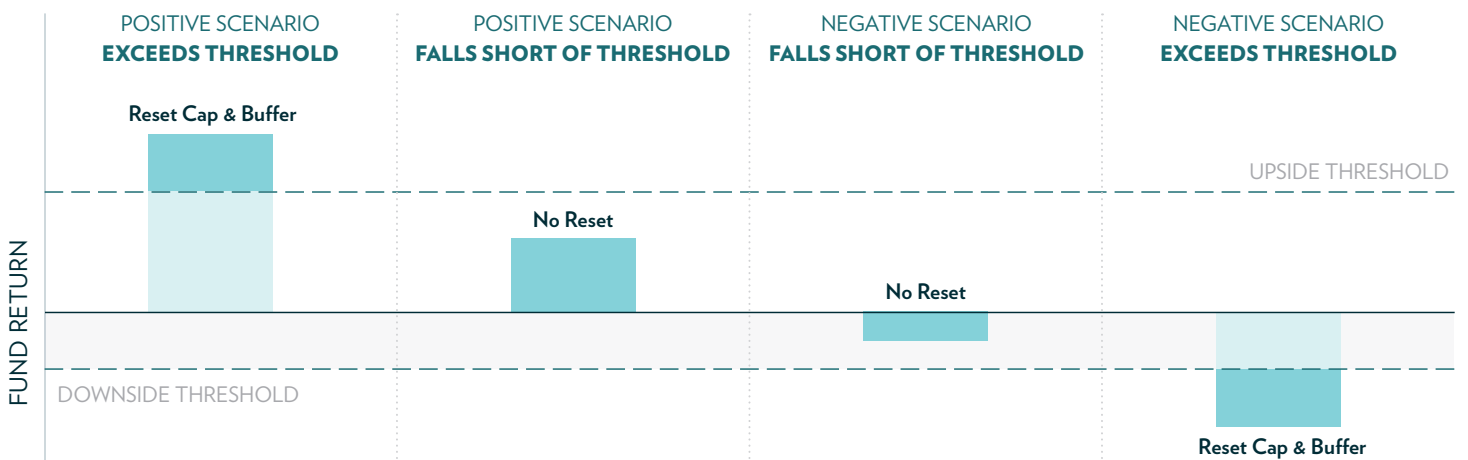 POSITIVE SCENARIO
EXCEEDS THRESHOLD
POSITIVE SCENARIO
FALLS SHORT OF THRESHOLD
NEGATIVE SCENARIO
FALLS SHORT OF THRESHOLD
NEGATIVE SCENARIO
EXCEEDS THRESHOLD
Reset Cap & Buffer
UPSIDE THRESHOLD
No Reset
No Reset
FUND RETURN
DOWNSIDE THRESHOLD
Reset Cap & Buffer